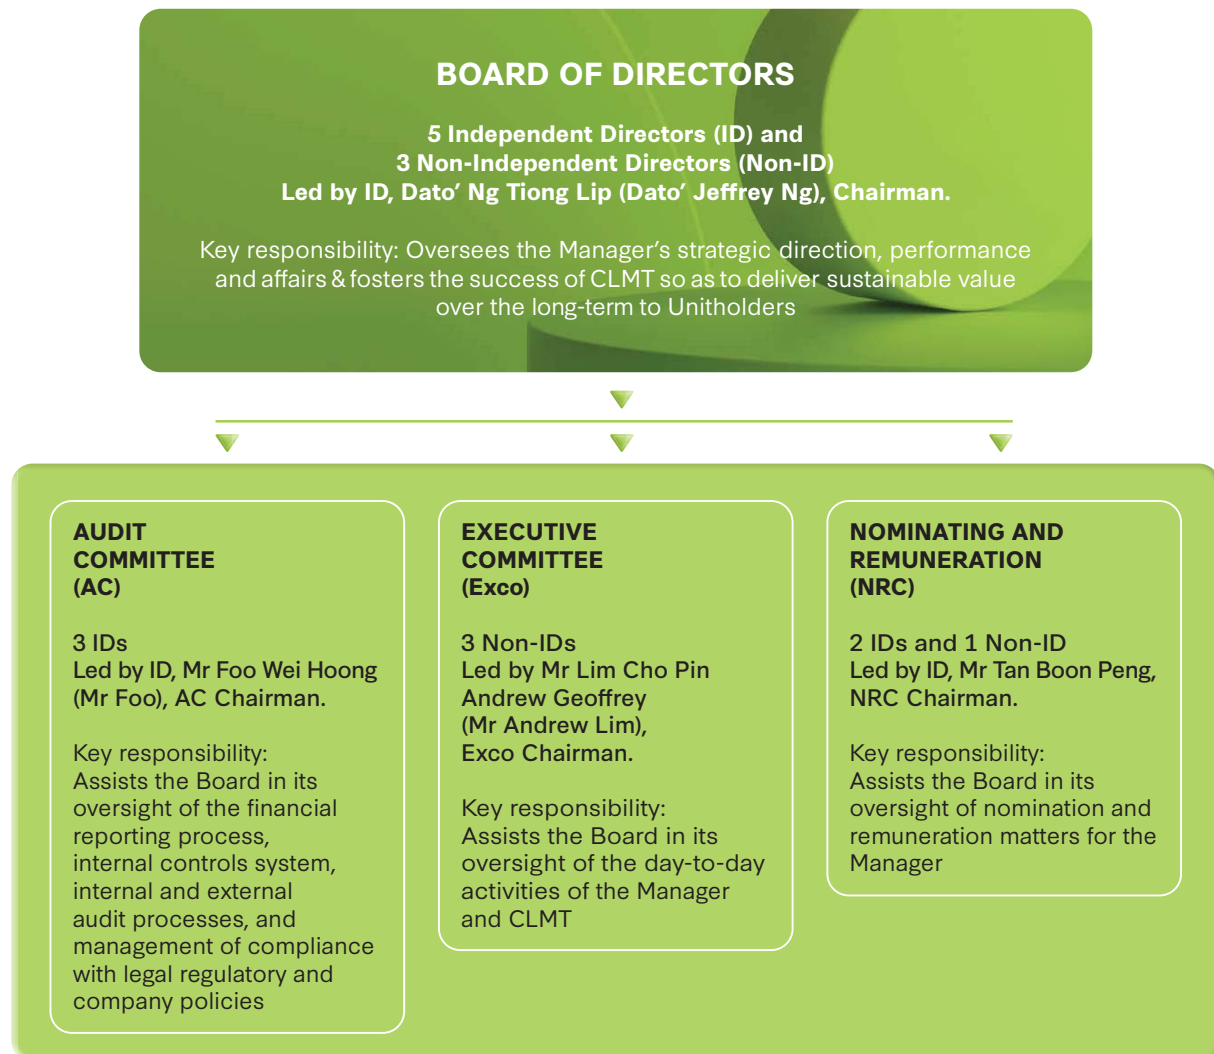 BOARD OF DIRECTORS
5 Independent Directors (ID) and
3 Non-Independent Directors (Non-ID)
Led by ID, Dato’ Ng Tiong Lip (Dato’ Jeffrey Ng), Chairman.
Key responsibility: Oversees the Manager’s strategic direction, performance
and affairs & fosters the success of CLMT so as to deliver sustainable value
over the long-term to Unitholders
AUDIT
COMMITTEE
(AC)
3 IDs
Led by ID, Mr Foo Wei Hoong
(Mr Foo), AC Chairman.
Key responsibility:
Assists the Board in its
oversight of the financial
reporting process,
internal controls system,
internal and external
audit processes, and
management of compliance
with legal regulatory and
company policies
EXECUTIVE
COMMITTEE
(Exco)
3 Non-IDs
Led by Mr Lim Cho Pin
Andrew Geoffrey
(Mr Andrew Lim),
Exco Chairman.
Key responsibility:
Assists the Board in its
oversight of the day-to-day
activities of the Manager
and CLMT
NOMINATING AND
REMUNERATION
(NRC)
2 IDs and 1 Non-ID
Led by ID, Mr Tan Boon Peng,
NRC Chairman.
Key responsibility:
Assists the Board in its
oversight of nomination and
remuneration matters for the
Manager